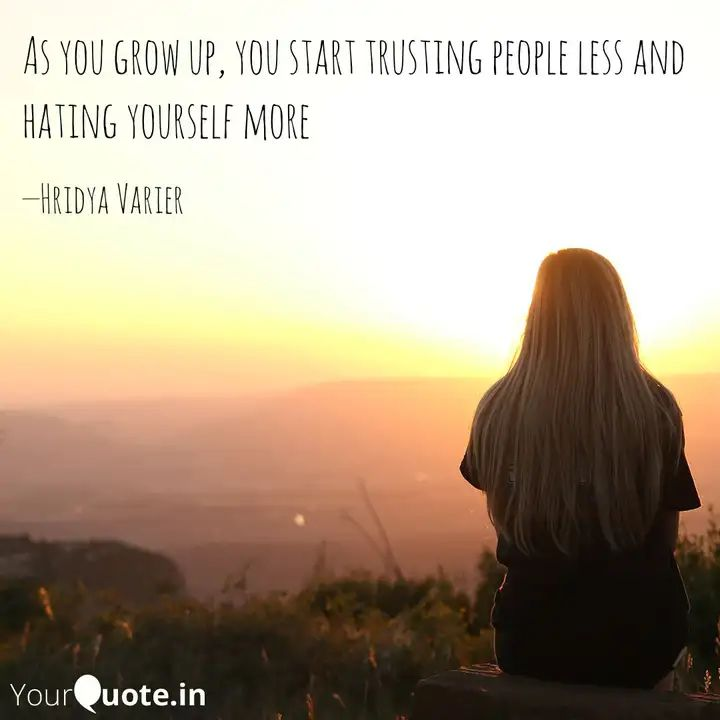 As you grow up, you start trusting people less and
hating yourself more
—Hridya Varier
YourQuote.in